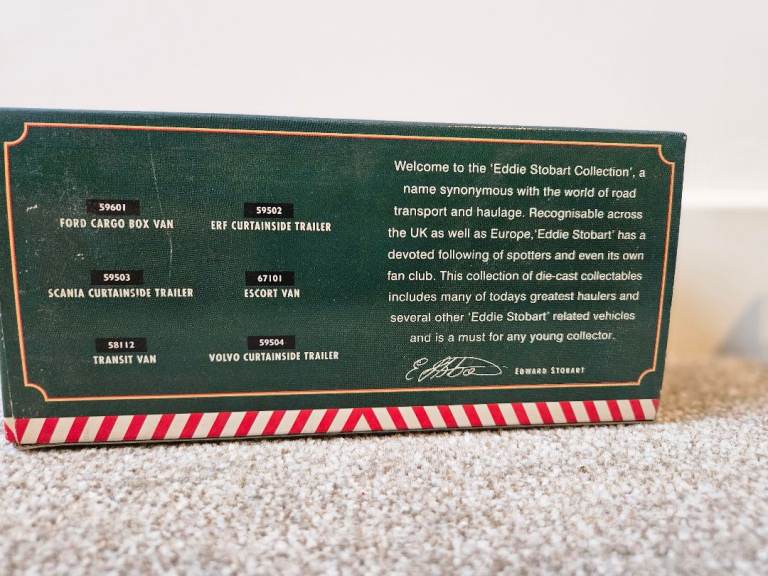 59601
FORD CARGO BOX VAN
59502
ERF CURTAINSIDE TRAILER
59503
SCANIA CURTAINSIDE TRAILER
67101
ESCORT VAN
58112
TRANSIT VAN
59504
VOLVO CURTAINSIDE TRAILER
Welcome to the 'Eddie Stobart Collection', a
name synonymous with the world of road
transport and haulage. Recognisable across
the UK as well as Europe,'Eddie Stobart' has a
devoted following of spotters and even its own
fan club. This collection of die-cast collectables
includes many of todays greatest haulers and
several other 'Eddie Stobart' related vehicles
and is a must for any young collector.
EDWARD STOBART